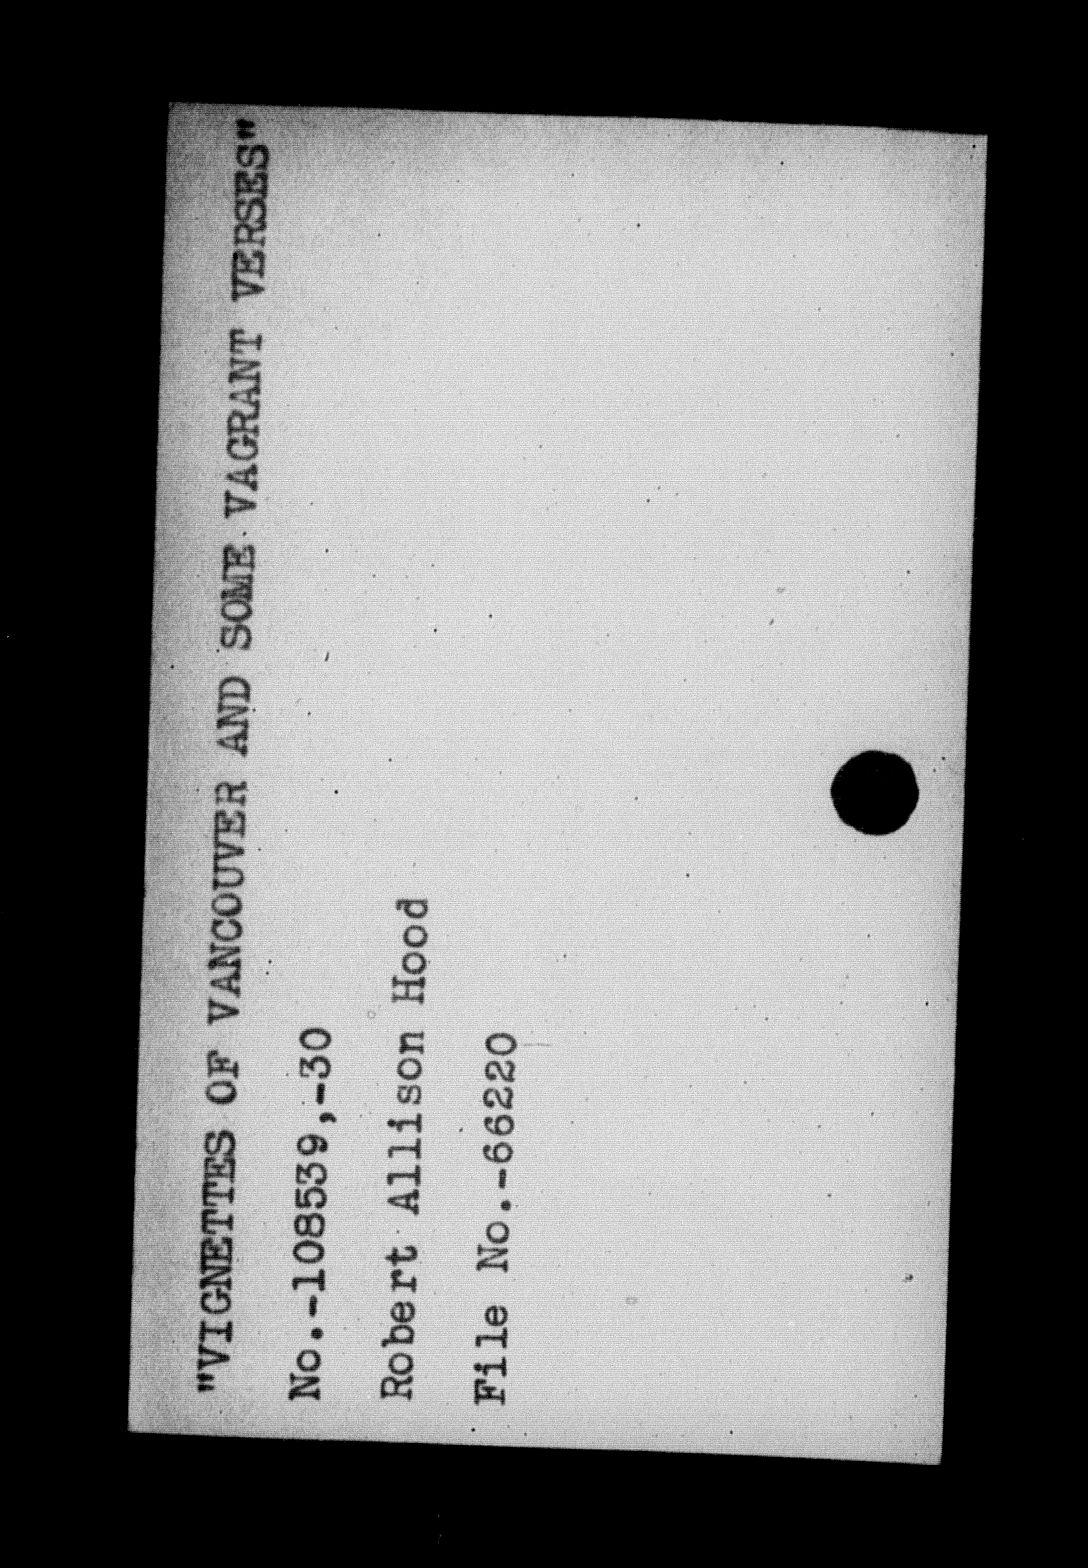 "VIGNETTES OF VANCOUVER AND SOME VAGRANT VERSES"
No.-108539,-30
Robert Allison Hood
File No.-66220